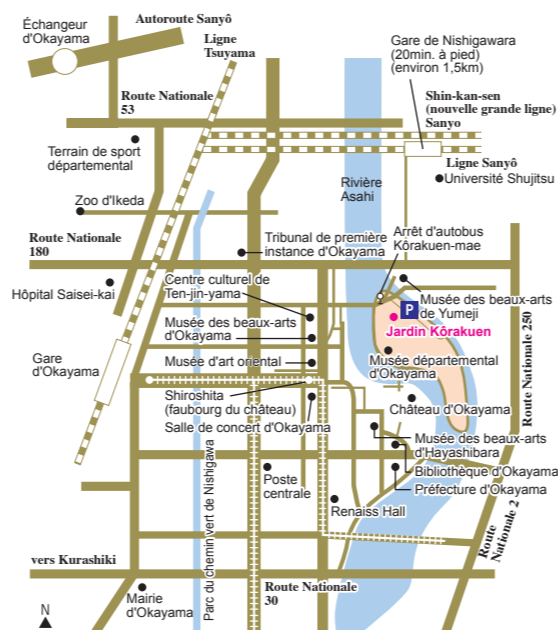 Échangeur
d'Okayama
Autoroute Sanyô
Ligne
Tsuyama
Gare de Nishigawara
(20min. à pied)
(environ 1,5km)
Route Nationale
53
Shin-kan-sen
(nouvelle grande ligne)
Sanyo
Terrain de sport
départemental
Ligne Sanyô
Université Shujitsu
Rivière
Asahi
Zoo d'Ikeda
Arrêt d'autobus
Kôrakuen-mae
Route Nationale
180
Tribunal de première
instance d'Okayama
Hôpital Saisei-kai
Centre culturel de
Ten-jin-yama
P
Musée des beaux-arts
de Yumeji
Jardin Kôrakuen
Musée des beaux-arts
d'Okayama
Route Nationale 250
Gare
d'Okayama
Musée d'art oriental
Musée départemental
d'Okayama
Shiroshita
(faubourg du château)
Salle de concert d'Okayama
Château d'Okayama
Musée des beaux-arts
d'Hayashibara
Bibliothèque d'Okayama
Poste
centrale
Préfecture d'Okayama
Renaiss Hall
Parc du chemin vert de Nishigawa
Route
Nationale 2
vers Kurashiki
Mairie
d'Okayama
Route Nationale
30
N